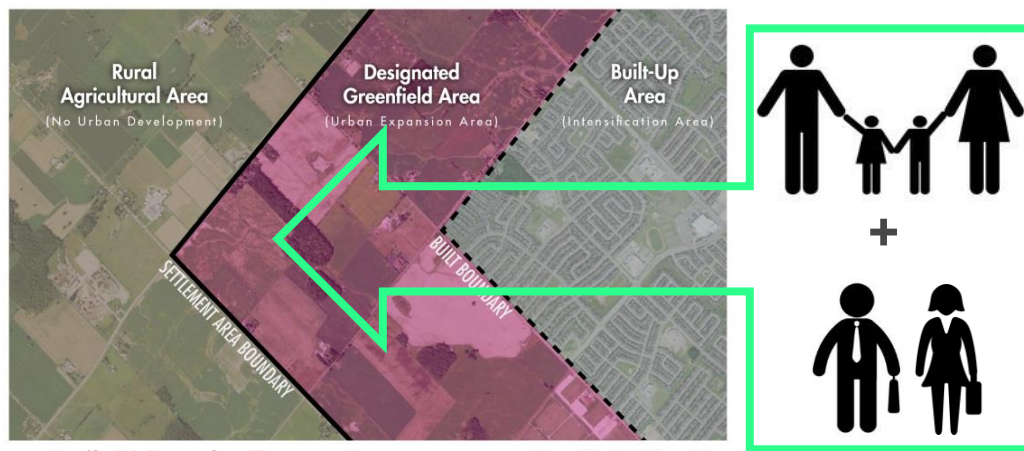 Rural
Agricultural Area
(No Urban Development)
Designated
Greenfield Area
(Urban Expansion Area)
Built-Up
Area
(Intensification Area)
SETTLEMENT AREA BOUNDARY
BUILT BOUNDARY
+